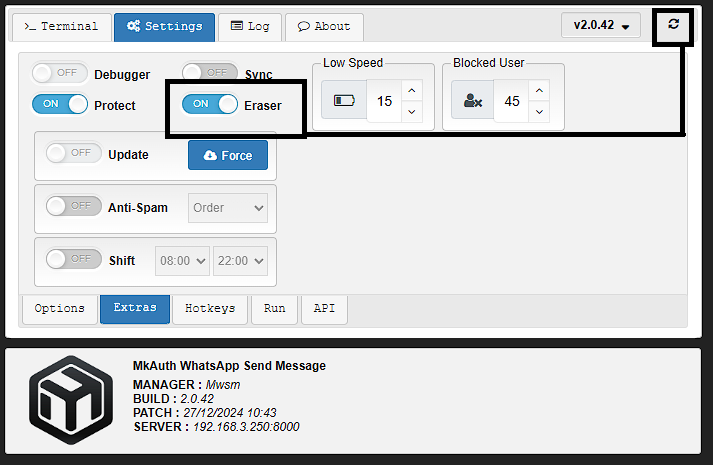 >_ Terminal Settings Log About v2.0.42
Low Speed Blocked User
OFF Debugger OFF Sync
15 45
ON Protect ON Eraser
OFF Update Force
OFF Anti-Spam Order
OFF Shift 08:00 22:00
Options Extras Hotkeys Run API
MkAuth WhatsApp Send Message
MANAGER : Mwsm
BUILD : 2.0.42
PATCH : 27/12/2024 10:43
SERVER : 192.168.3.250:8000